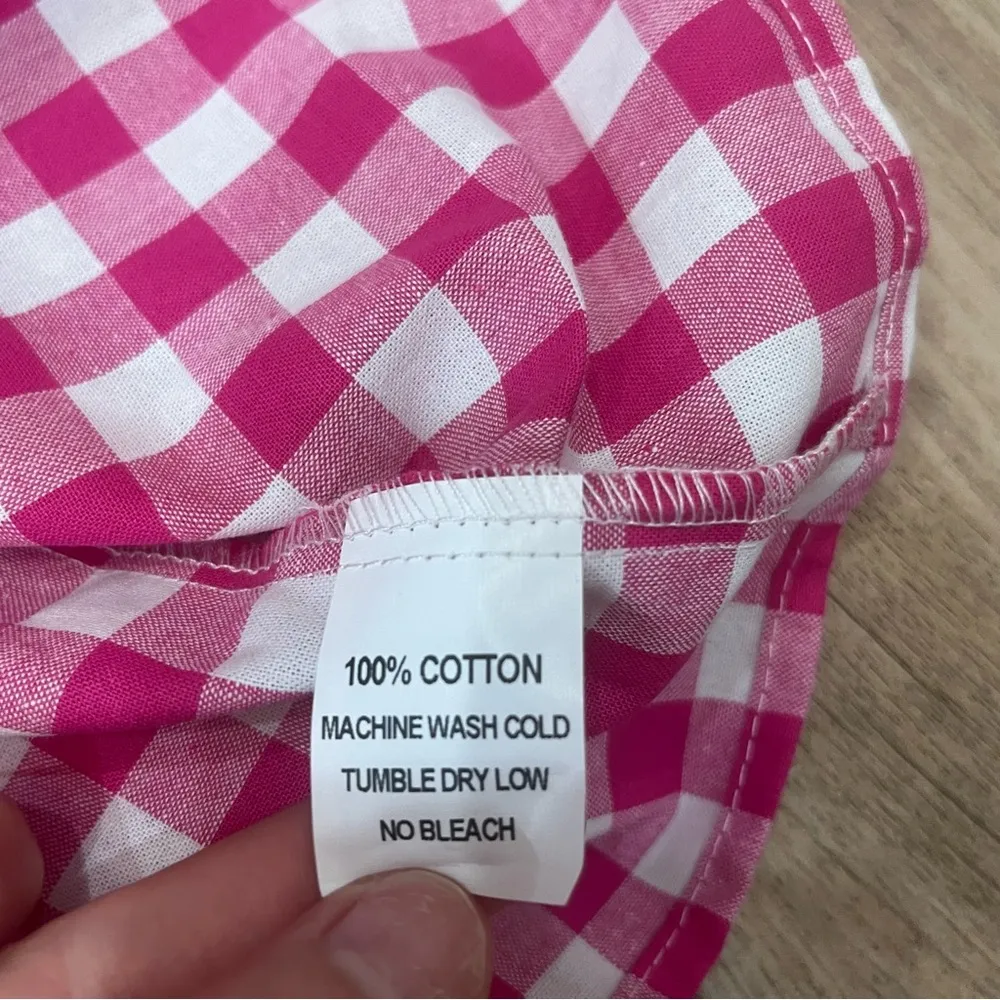 100% COTTON
MACHINE WASH COLD
TUMBLE DRY LOW
NO BLEACH